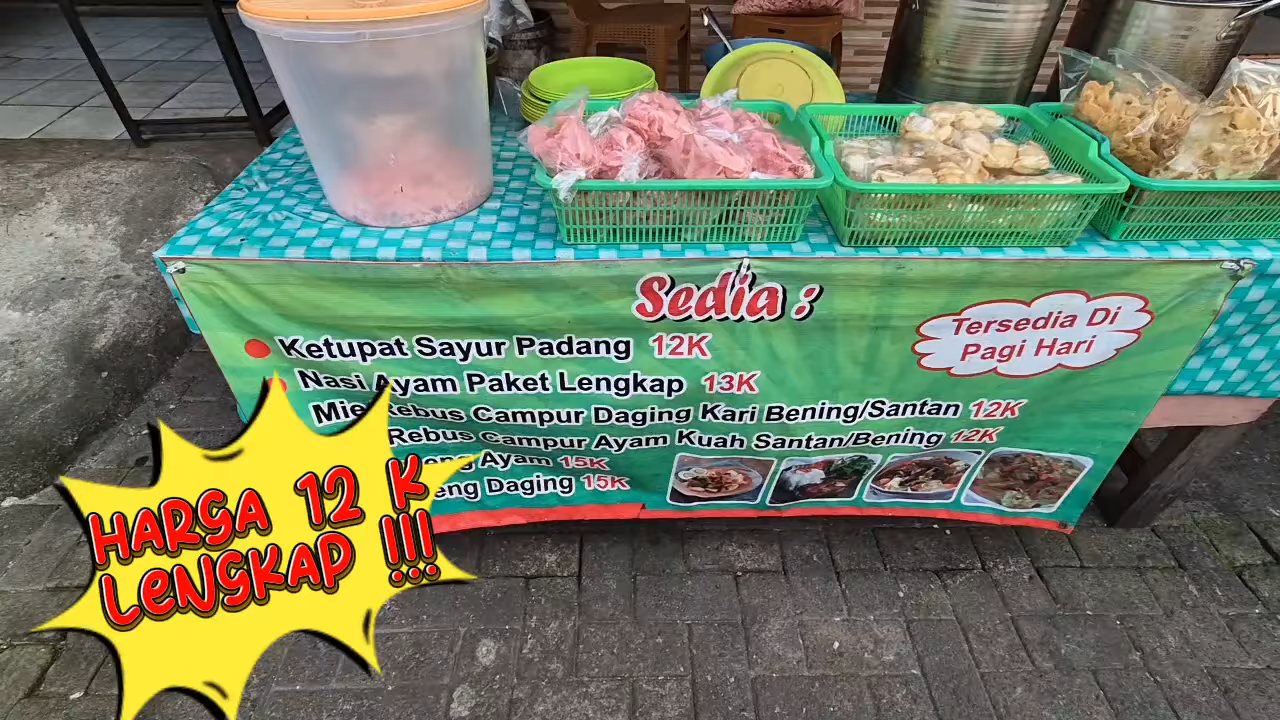 Sedia :
Tersedia Di
Pagi Hari
Ketupat Sayur Padang 12K
Nasi Ayam Paket Lengkap 13K
Mie Rebus Campur Daging Kari Bening/Santan 12K
Rebus Campur Ayam Kuah Santan/Bening 12K
Ayam 15K
Daging 15K
HARGA 12 K
LENGKAP !!!